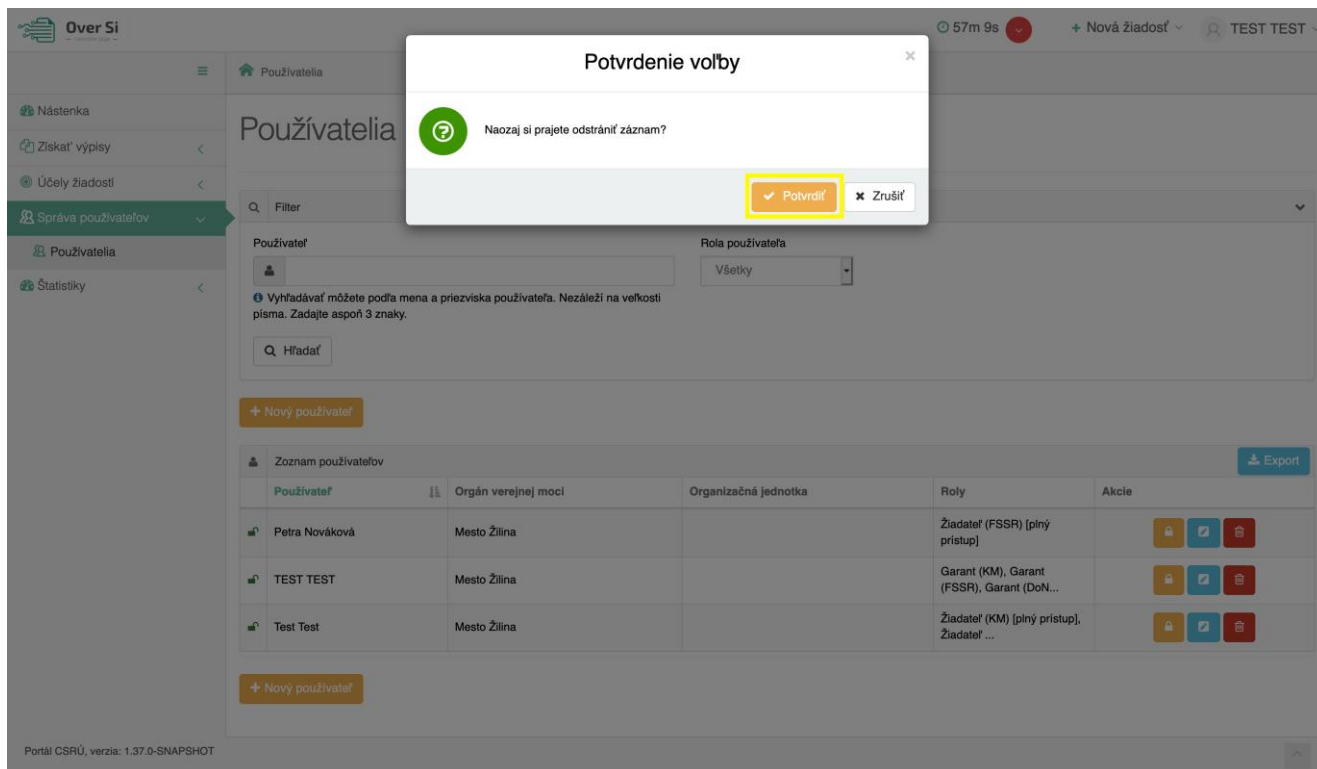 Over Si
57m 9s
+ Nová žiadosť
TEST TEST
Potvrdenie voľby
×
Používatelia
Nástenka
Používatelia
Naozaj si prajete odstrániť záznam?
Získať výpisy
Účely žiadostí
Potvrdiť
Zrušiť
Správa používateľov
Filter
Používatelia
Používateľ
Rola používateľa
Všetky
Štatistiky
Vyhľadávať môžete podľa mena a priezviska používateľa. Nezáleží na veľkosti
písma. Zadajte aspoň 3 znaky.
Hľadať
+ Nový používateľ
Zoznam používateľov
Export
Používateľ
Orgán verejnej moci
Organizačná jednotka
Roly
Akcie
Petra Nováková
Mesto Žilina
Žiadateľ (FSSR) [plný
prístup]
TEST TEST
Mesto Žilina
Garant (KM), Garant
(FSSR), Garant (DoN...
Test Test
Mesto Žilina
Žiadateľ (KM) [plný prístup],
Žiadateľ ...
+ Nový používateľ
Portál CSRÚ, verzia: 1.37.0-SNAPSHOT